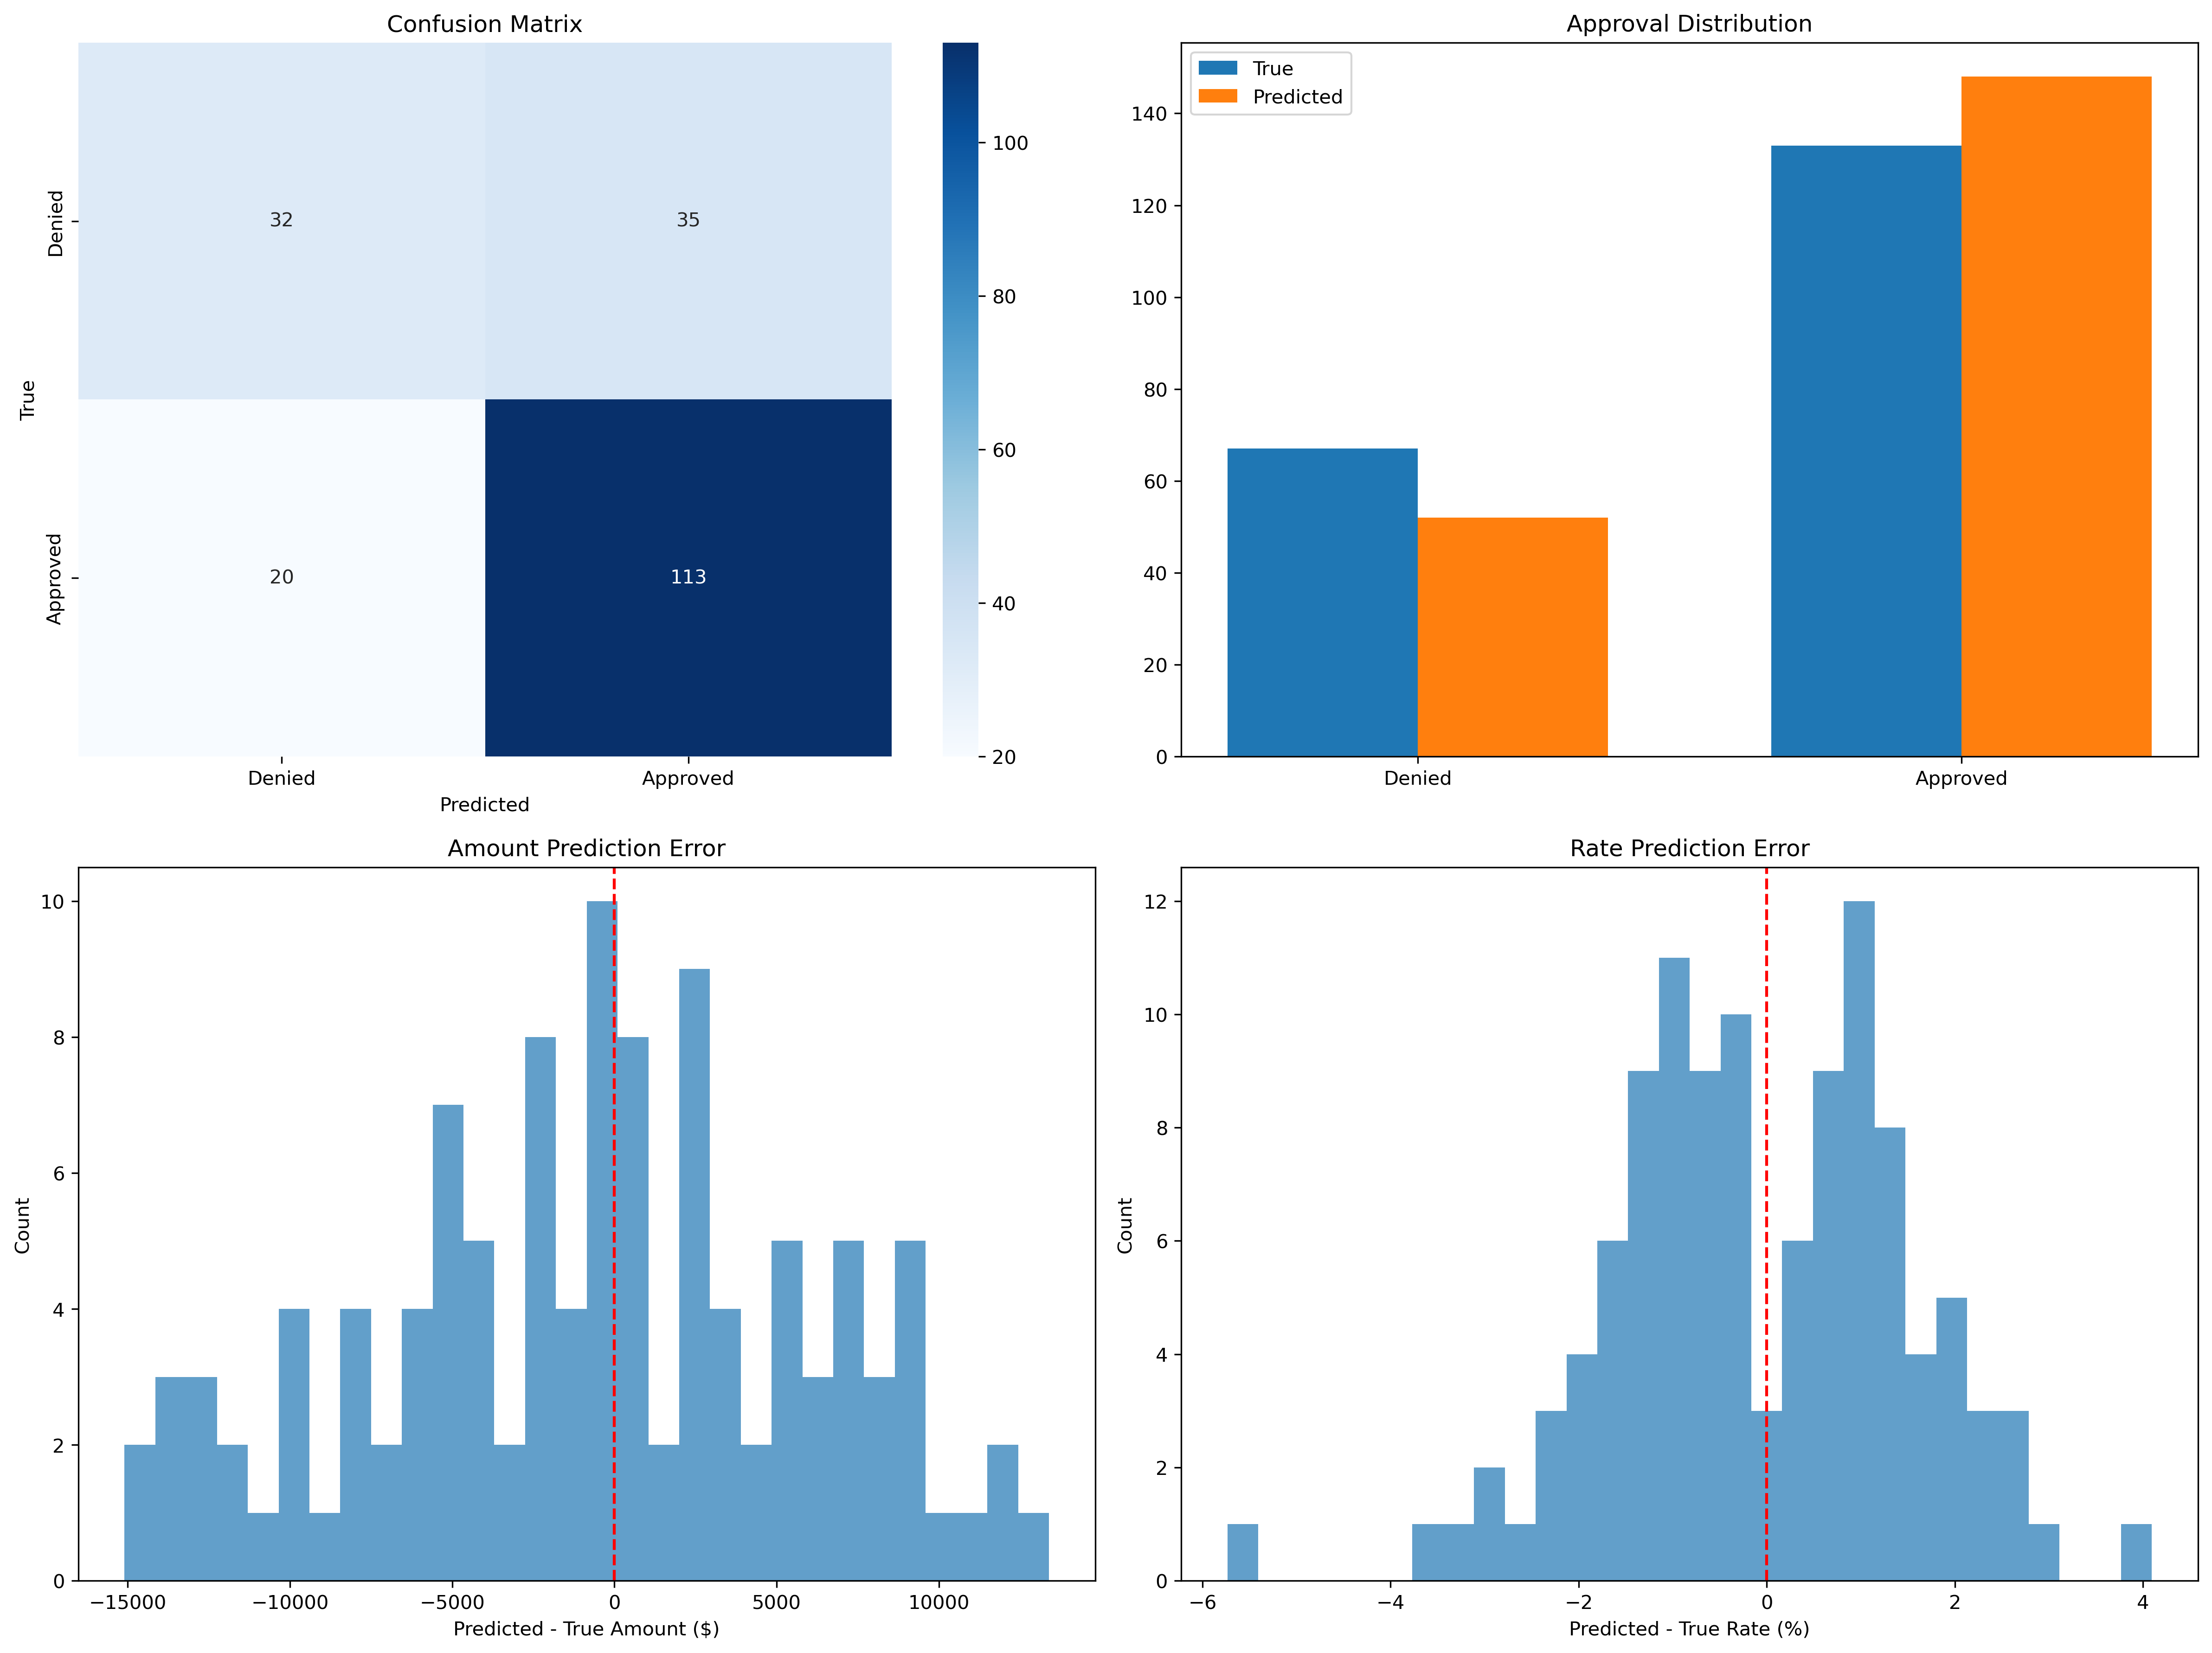 Confusion Matrix
Denied
Approved
True
32
35
20
113
Denied
Approved
Predicted
100
80
60
40
20
Approval Distribution
True
Predicted
140
120
100
80
60
40
20
0
Denied
Approved
Amount Prediction Error
Count
10
8
6
4
2
0
−15000
−10000
−5000
0
5000
10000
Predicted - True Amount ($)
Rate Prediction Error
Count
12
10
8
6
4
2
0
−6
−4
−2
0
2
4
Predicted - True Rate (%)